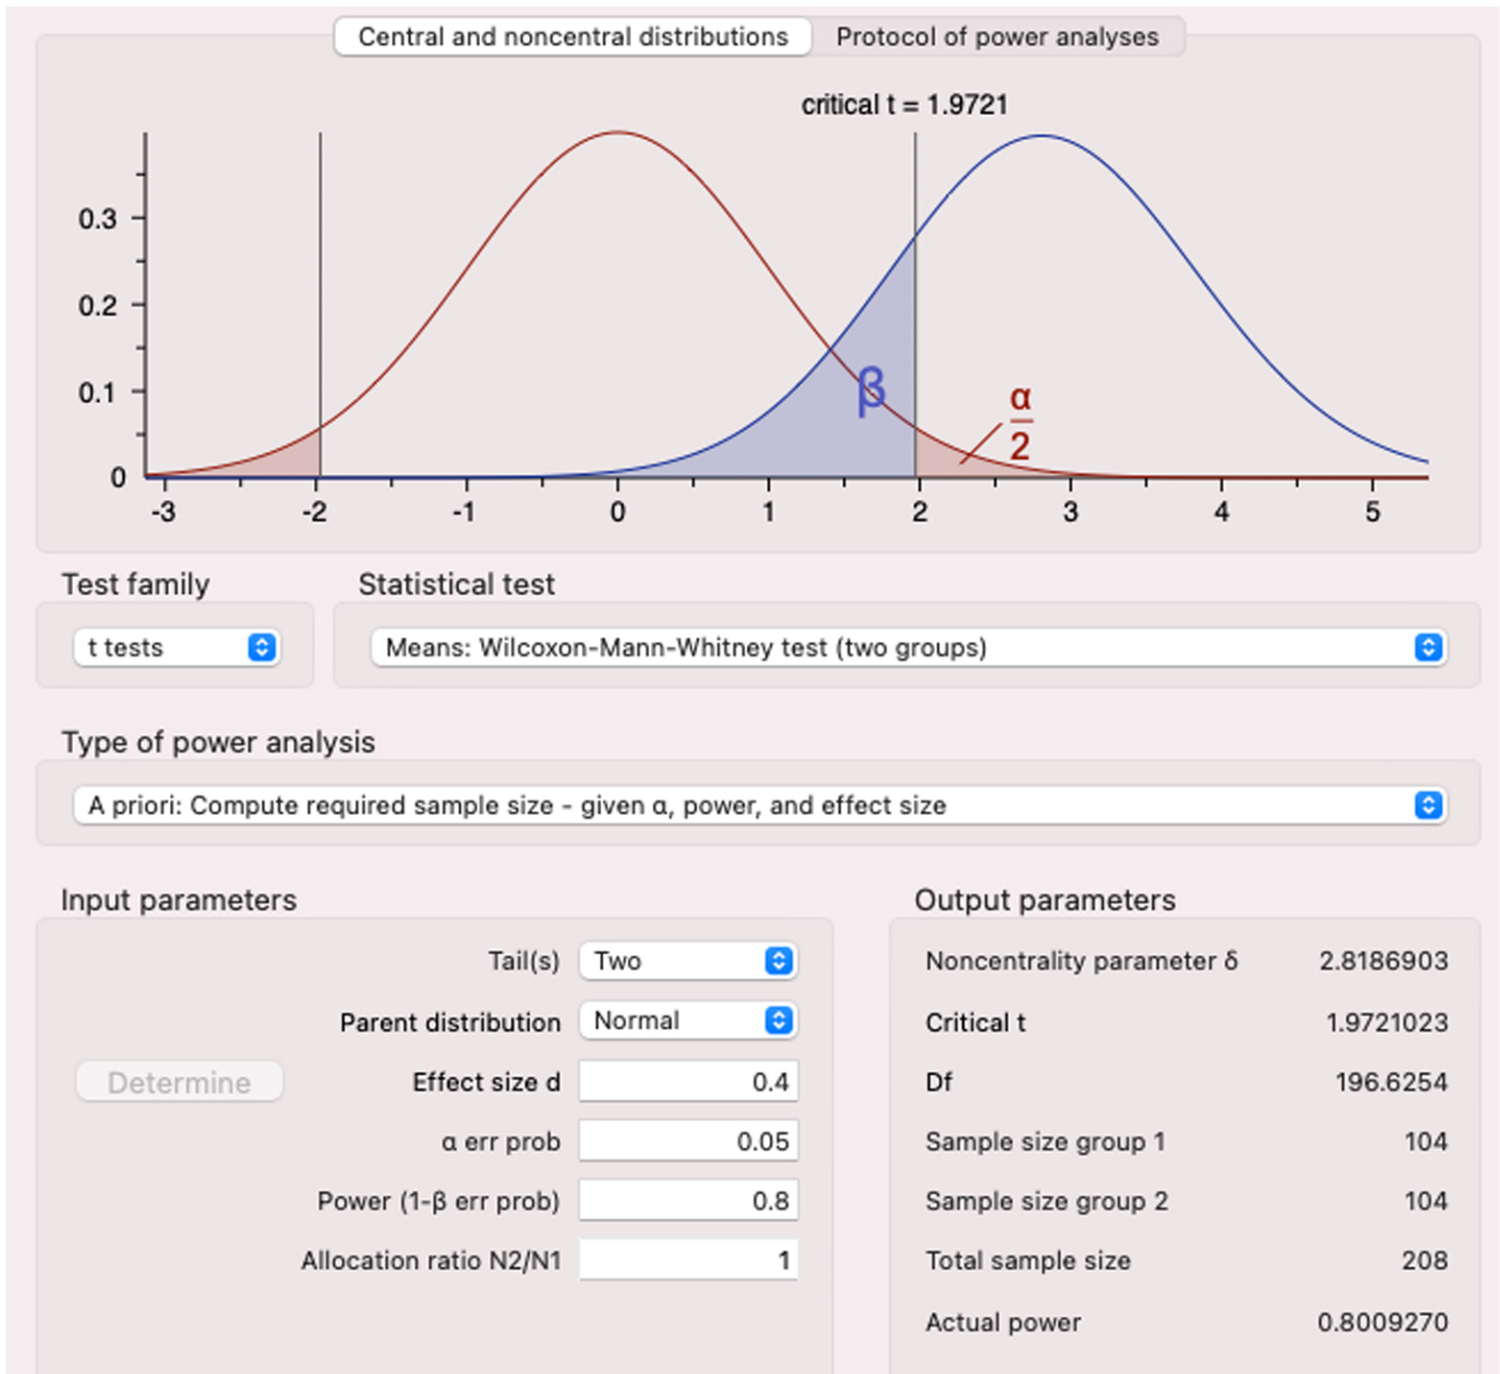 Central and noncentral distributions Protocol of power analyses
critical t = 1.9721
0.3
0.2
0.1
0
β
α
2
-3 -2 -1 0 1 2 3 4 5
Test family Statistical test
t tests Means: Wilcoxon-Mann-Whitney test (two groups)
Type of power analysis
A priori: Compute required sample size - given α, power, and effect size
Input parameters Output parameters
Tail(s) Two Noncentrality parameter δ 2.8186903
Parent distribution Normal Critical t 1.9721023
Determine Effect size d 0.4 Df 196.6254
α err prob 0.05 Sample size group 1 104
Power (1-β err prob) 0.8 Sample size group 2 104
Allocation ratio N2/N1 1 Total sample size 208
Actual power 0.8009270